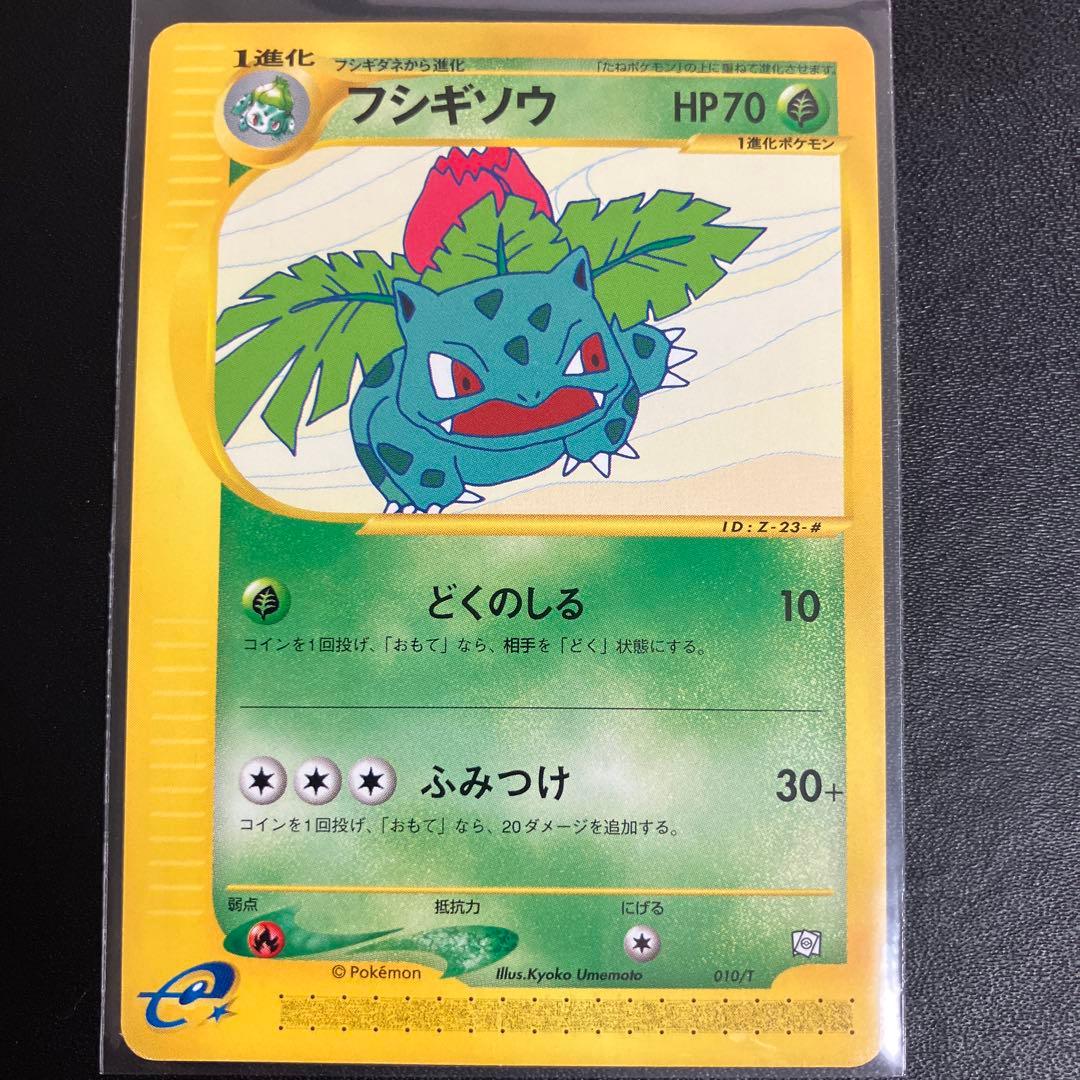 1進化 フシギダネから進化 「たねポケモン」の上に重ねて進化させます。
フシギソウ HP70
1進化ポケモン
ID:Z-23-#
どくのしる 10
コインを1回投げ、「おもて」なら、相手を「どく」状態にする。
ふみつけ 30+
コインを1回投げ、「おもて」なら、20ダメージを追加する。
弱点 抵抗力 にげる
© Pokémon Illus.Kyoko Umemoto 010/T
e